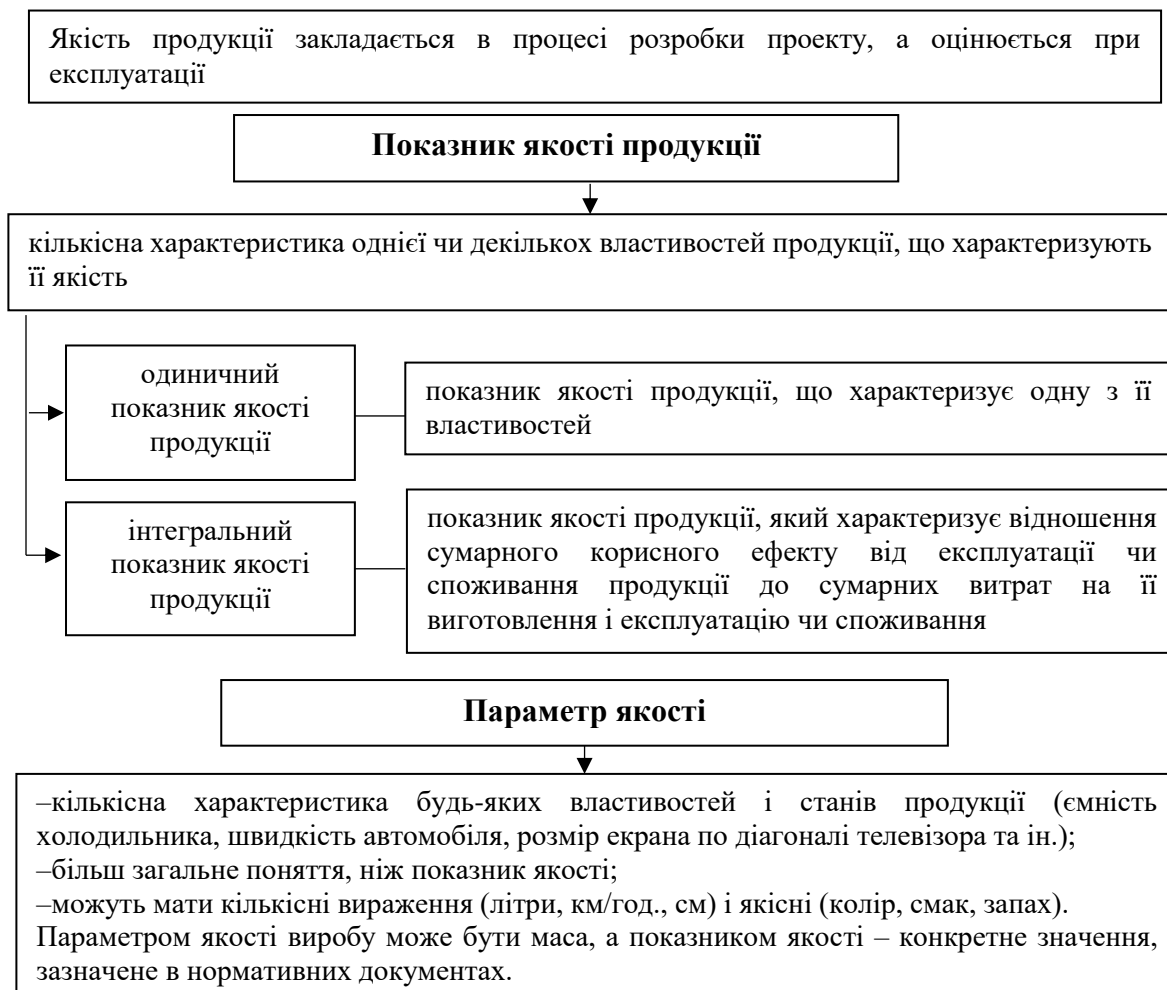 Якість продукції закладається в процесі розробки проекту, а оцінюється при
експлуатації
Показник якості продукції
кількісна характеристика однієї чи декількох властивостей продукції, що характеризують
її якість
одиничний
показник якості
продукції
показник якості продукції, що характеризує одну з її
властивостей
інтегральний
показник якості
продукції
показник якості продукції, який характеризує відношення
сумарного корисного ефекту від експлуатації чи
споживання продукції до сумарних витрат на її
виготовлення і експлуатацію чи споживання
Параметр якості
–кількісна характеристика будь-яких властивостей і станів продукції (ємність
холодильника, швидкість автомобіля, розмір екрана по діагоналі телевізора та ін.);
–більш загальне поняття, ніж показник якості;
–можуть мати кількісні вираження (літри, км/год., см) і якісні (колір, смак, запах).
Параметром якості виробу може бути маса, а показником якості – конкретне значення,
зазначене в нормативних документах.